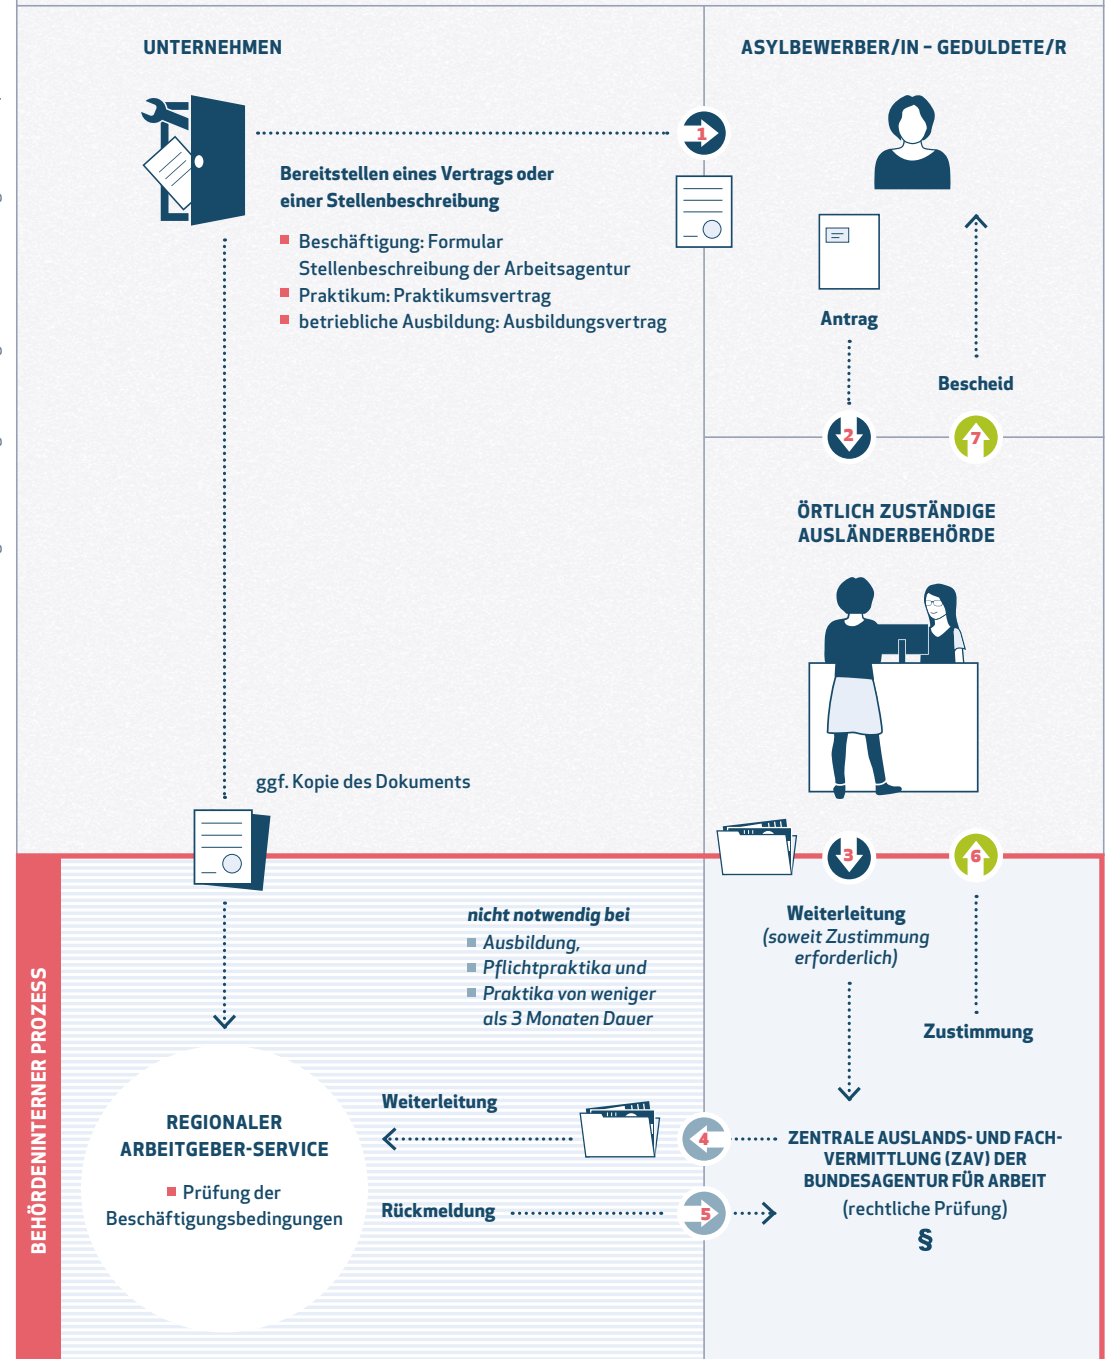 UNTERNEHMEN
ASYLBEWERBER/IN – GEDULDETE/R
1
Bereitstellen eines Vertrags oder
einer Stellenbeschreibung
Beschäftigung: Formular
Stellenbeschreibung der Arbeitsagentur
Praktikum: Praktikumsvertrag
betriebliche Ausbildung: Ausbildungsvertrag
Antrag
Bescheid
2
7
ÖRTLICH ZUSTÄNDIGE
AUSLÄNDERBEHÖRDE
ggf. Kopie des Dokuments
3
6
BEHÖRDENINTERNER PROZESS
nicht notwendig bei
Ausbildung,
Pflichtpraktika und
Praktika von weniger
als 3 Monaten Dauer
Weiterleitung
(soweit Zustimmung
erforderlich)
Zustimmung
REGIONALER
ARBEITGEBER-SERVICE
Prüfung der
Beschäftigungsbedingungen
Weiterleitung
4
Rückmeldung
5
ZENTRALE AUSLANDS- UND FACH-
VERMITTLUNG (ZAV) DER
BUNDESAGENTUR FÜR ARBEIT
(rechtliche Prüfung)
§